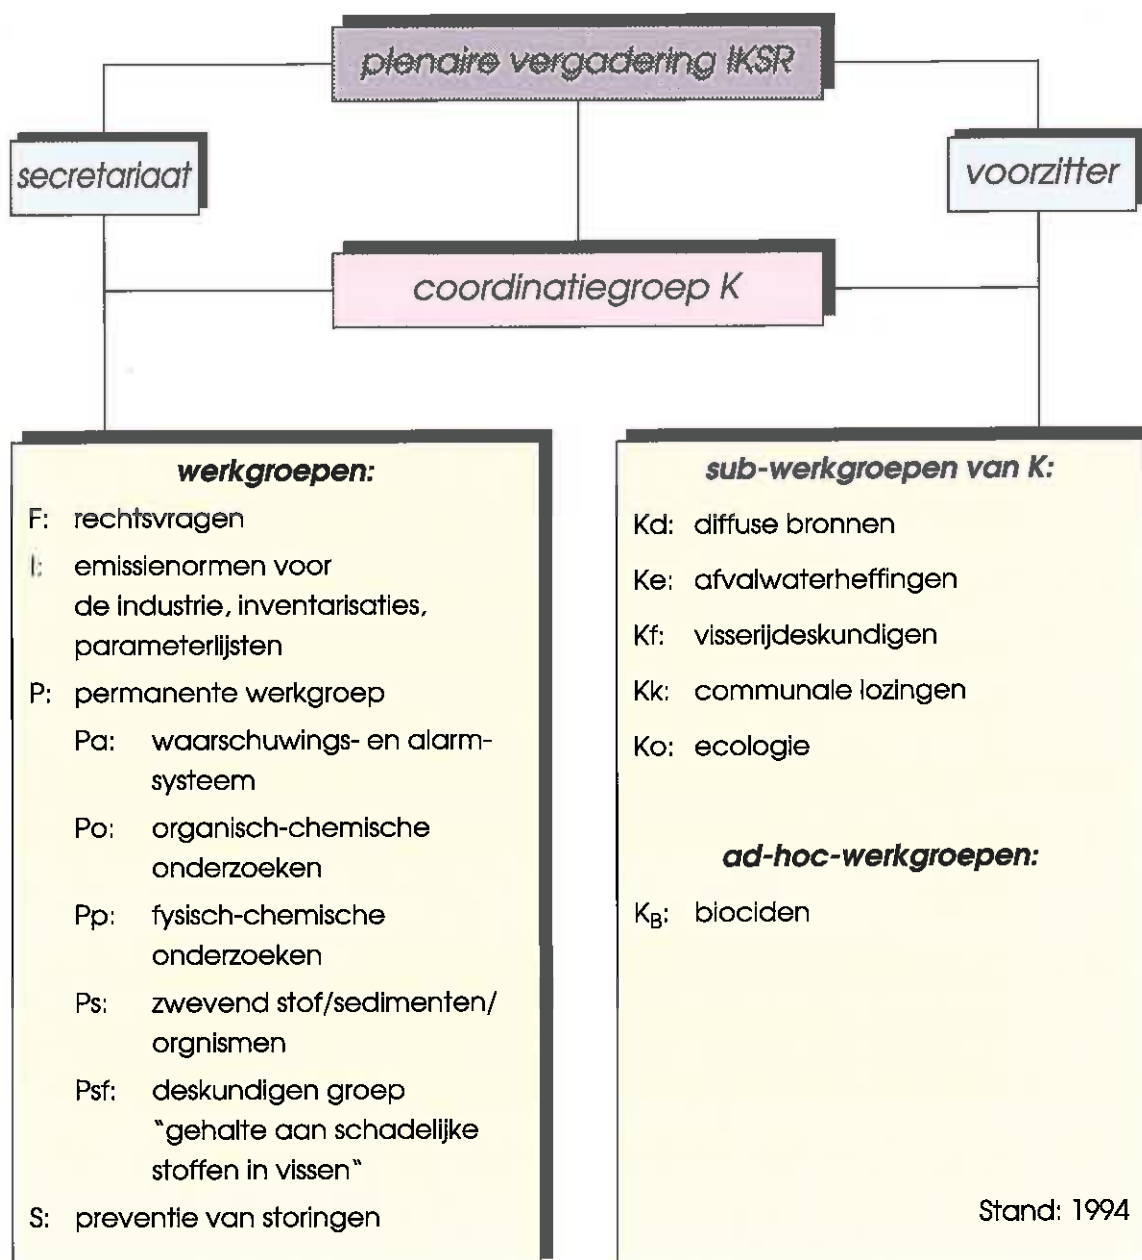 plenaire vergadering IKSR
secretariaat
voorzitter
coordinatiegroep K
werkgroepen:
F: rechtsvragen
I: emissienormen voor
de industrie, inventarisaties,
parameterlijsten
P: permanente werkgroep
Pa: waarschuwings- en alarm-
systeem
Po: organisch-chemische
onderzoeken
Pp: fysisch-chemische
onderzoeken
Ps: zwevend stof/sedimenten/
orgnismen
Psf: deskundigen groep
"gehalte aan schadelijke
stoffen in vissen"
S: preventie van storingen
sub-werkgroepen van K:
Kd: diffuse bronnen
Ke: afvalwaterheffingen
Kf: visserijdeskundigen
Kk: communale lozingen
Ko: ecologie
ad-hoc-werkgroepen:
K_B: biociden
Stand: 1994